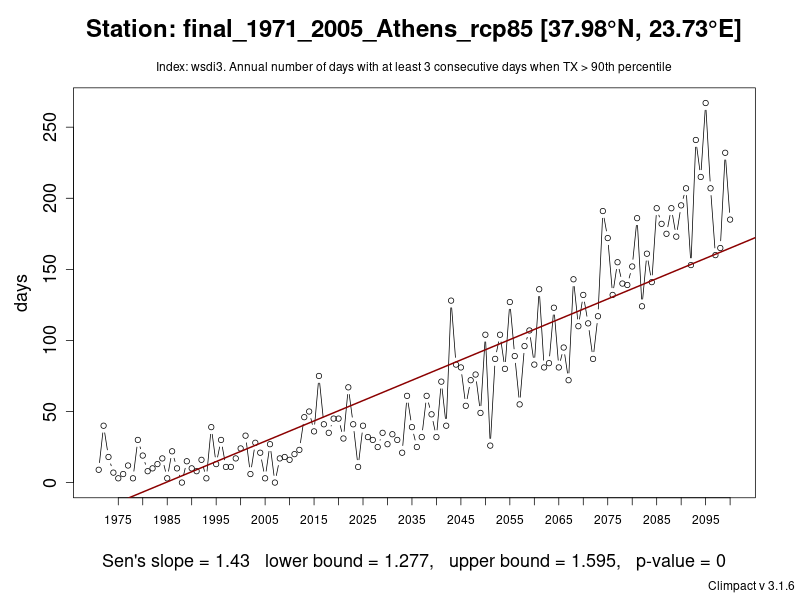 Station: final_1971_2005_Athens_rcp85 [37.98°N, 23.73°E]
Index: wsdi3. Annual number of days with at least 3 consecutive days when TX > 90th percentile
250
200
150
100
50
0
days
1975 1985 1995 2005 2015 2025 2035 2045 2055 2065 2075 2085 2095
Sen's slope = 1.43 lower bound = 1.277, upper bound = 1.595, p-value = 0
Climpact v 3.1.6